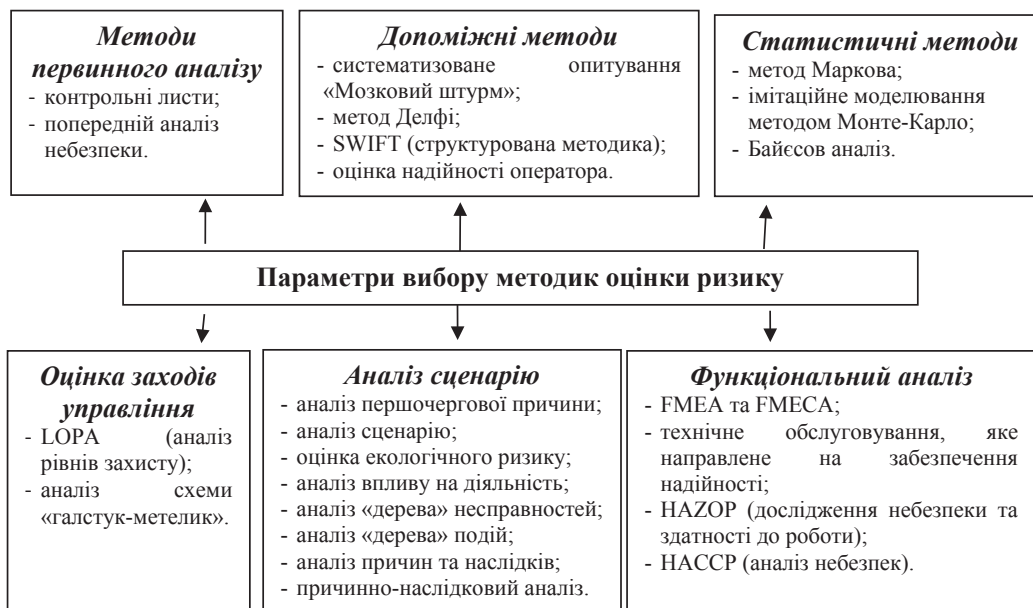 Методи
первинного аналізу
- контрольні листи;
- попередній аналіз
небезпеки.
Допоміжні методи
- систематизоване опитування
«Мозковий штурм»;
- метод Делфі;
- SWIFT (структурована методика);
- оцінка надійності оператора.
Статистичні методи
- метод Маркова;
- імітаційне моделювання
методом Монте-Карло;
- Байєсов аналіз.
Параметри вибору методик оцінки ризику
Оцінка заходів
управління
- LOPA (аналіз
рівнів захисту);
- аналіз схеми
«галстук-метелик».
Аналіз сценарію
- аналіз першочергової причини;
- аналіз сценарію;
- оцінка екологічного ризику;
- аналіз впливу на діяльність;
- аналіз «дерева» несправностей;
- аналіз «дерева» подій;
- аналіз причин та наслідків;
- причинно-наслідковий аналіз.
Функціональний аналіз
- FMEA та FMECA;
- технічне обслуговування, яке
направлене на забезпечення
надійності;
- HAZOP (дослідження небезпеки та
здатності до роботи);
- HACCP (аналіз небезпек).